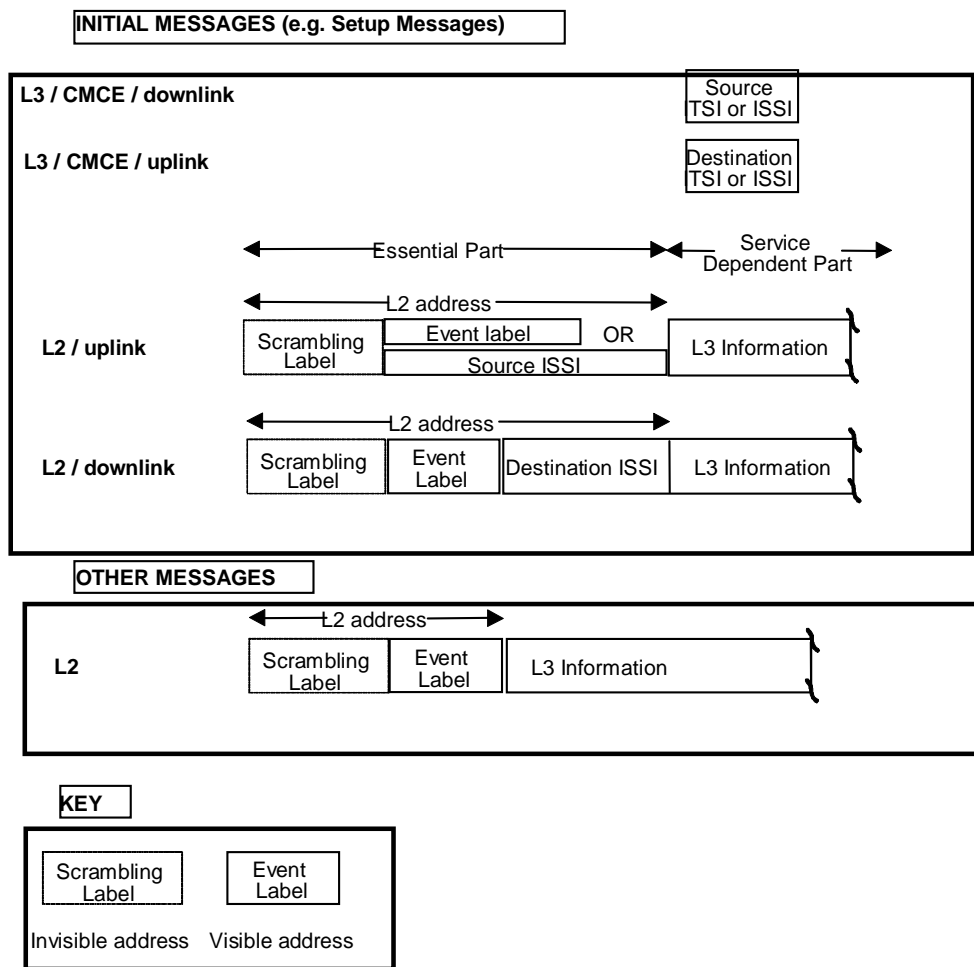 INITIAL MESSAGES (e.g. Setup Messages)
L3 / CMCE / downlink
Source
ITSI or ISSI
L3 / CMCE / uplink
Destination
ITSI or ISSI
Essential Part
Service
Dependent Part
L2 address
L2 / uplink
Scrambling
Label
Event label
OR
Source ISSI
L3 Information
L2 address
L2 / downlink
Scrambling
Label
Event
Label
Destination ISSI
L3 Information
OTHER MESSAGES
L2 address
L2
Scrambling
Label
Event
Label
L3 Information
KEY
Scrambling
Label
Event
Label
Invisible address
Visible address